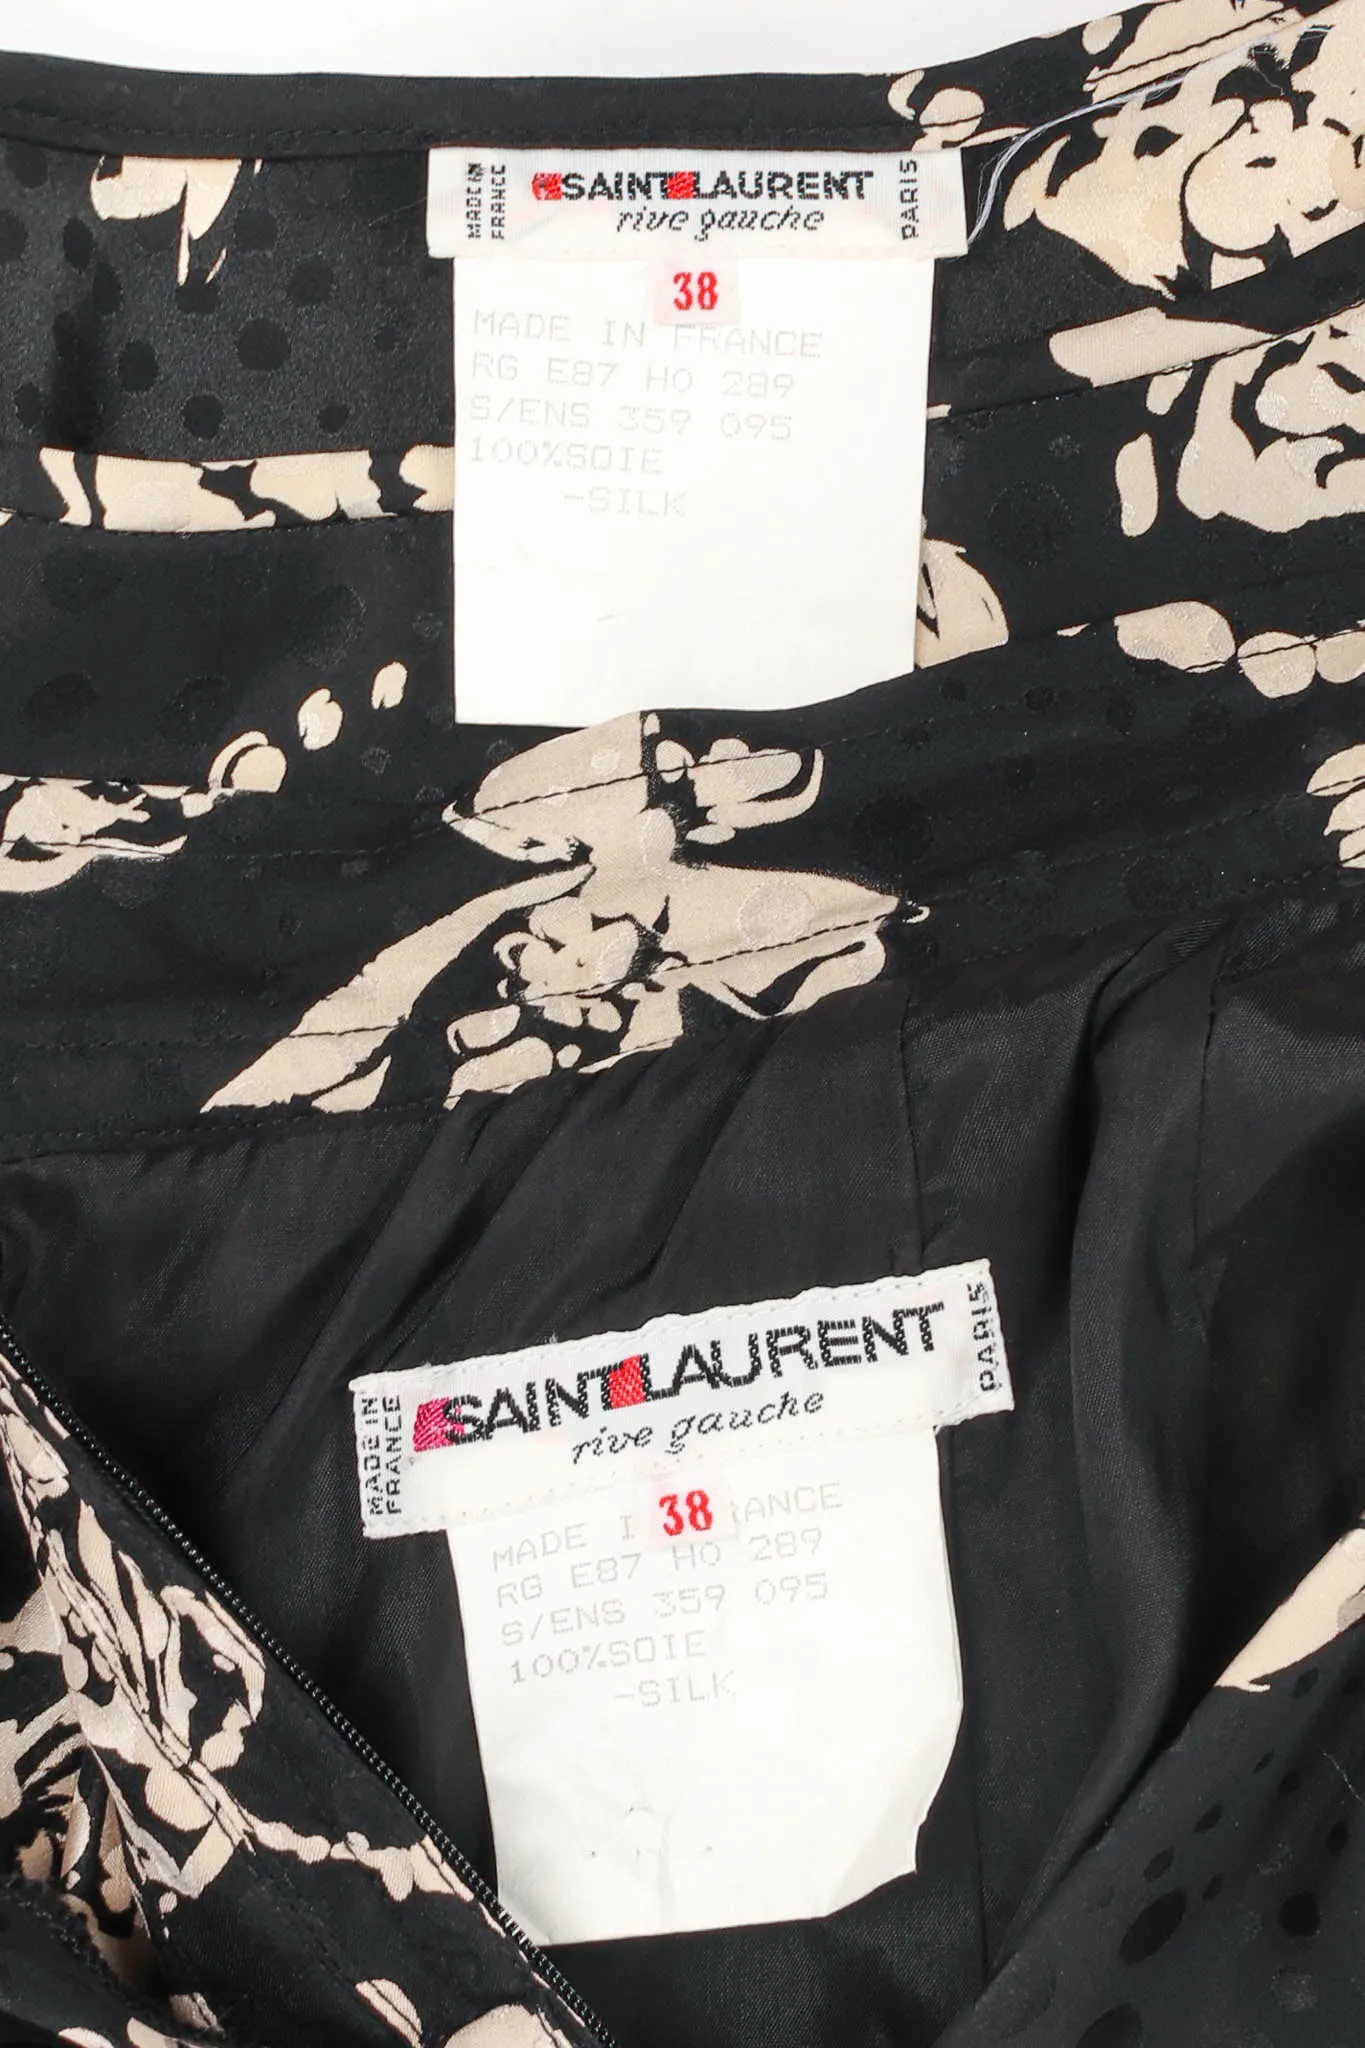 MADE IN
FRANCE
SAINT LAURENT
rive gauche
PARIS
38
MADE IN FRANCE
RG E87 HO 289
S/ENS 359 095
100%SOIE
-SILK
MADE IN
FRANCE
SAINT LAURENT
rive gauche
PARIS
38
MADE I RANCE
RG E87 HO 289
S/ENS 359 095
100%SOIE
-SILK